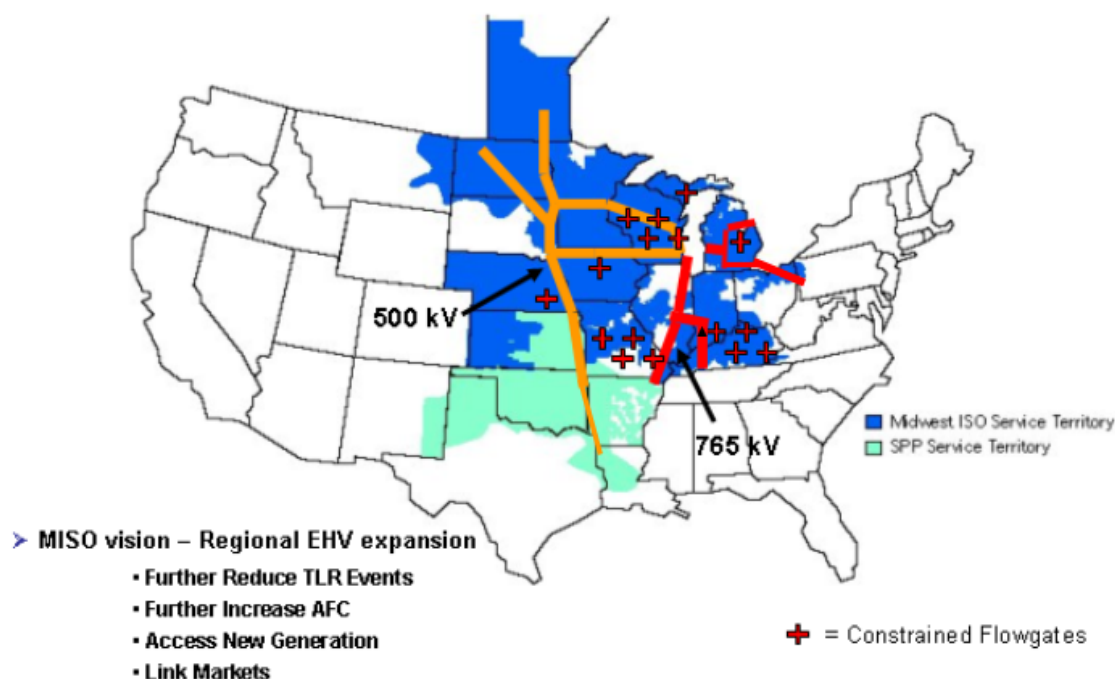 500 kV
765 kV
Midwest ISO Service Territory
SPP Service Territory
➢ MISO vision – Regional EHV expansion
▪ Further Reduce TLR Events
▪ Further Increase AFC
▪ Access New Generation
▪ Link Markets
= Constrained Flowgates